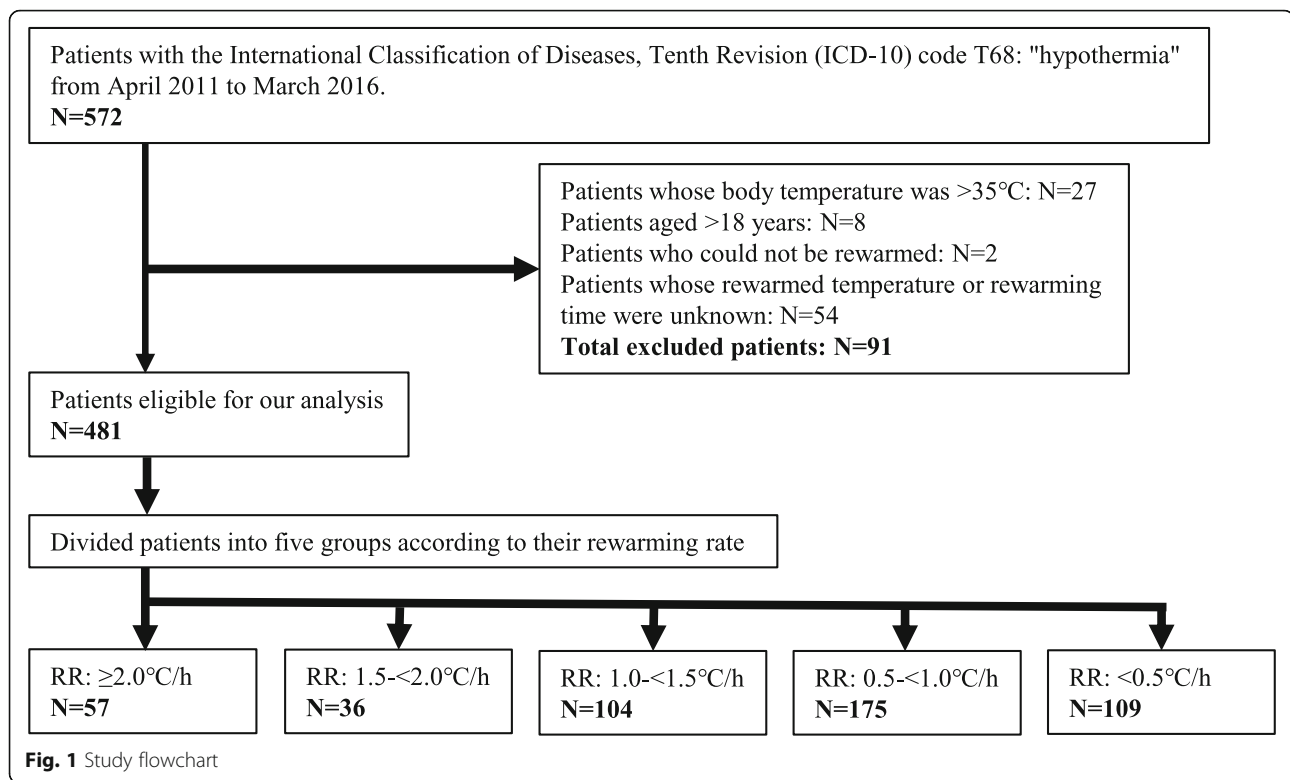 Patients with the International Classification of Diseases, Tenth Revision (ICD-10) code T68: "hypothermia"
from April 2011 to March 2016.
N=572
Patients whose body temperature was >35℃: N=27
Patients aged >18 years: N=8
Patients who could not be rewarmed: N=2
Patients whose rewarmed temperature or rewarming
time were unknown: N=54
Total excluded patients: N=91
Patients eligible for our analysis
N=481
Divided patients into five groups according to their rewarming rate
RR: ≥2.0℃/h
N=57
RR: 1.5-<2.0℃/h
N=36
RR: 1.0-<1.5℃/h
N=104
RR: 0.5-<1.0℃/h
N=175
RR: <0.5℃/h
N=109
Fig. 1 Study flowchart